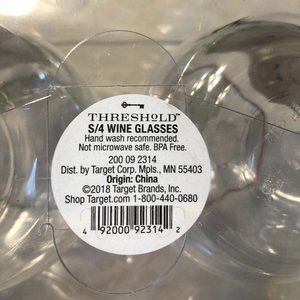 THRESHOLD™
S/4 WINE GLASSES
Hand wash recommended.
Not microwave safe. BPA Free.
200 09 2314
Dist. by Target Corp. Mpls., MN 55403
Origin: China
©2018 Target Brands, Inc.
Shop Target.com 1-800-440-0680
4 92000 92314 2